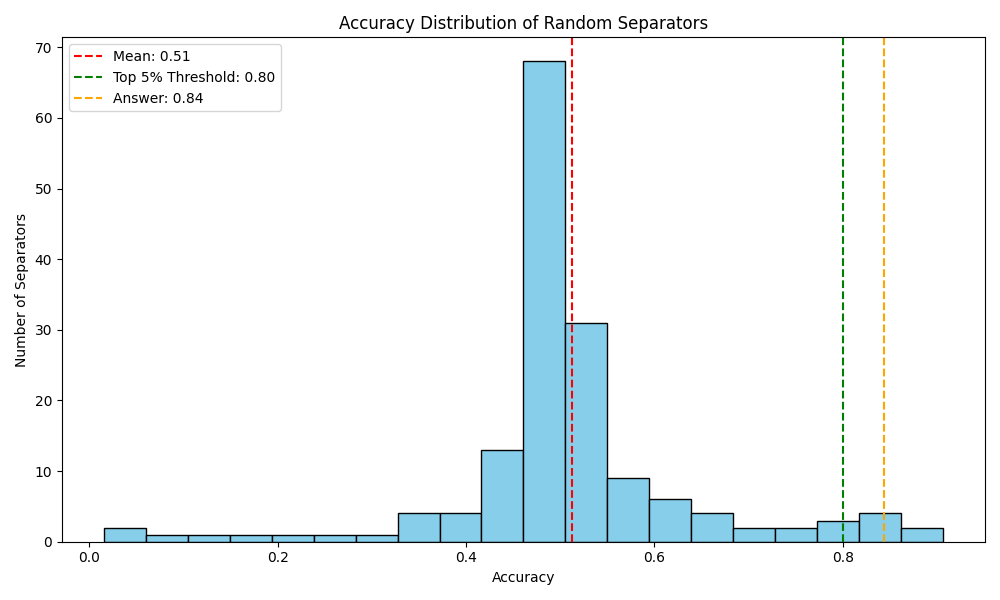 Accuracy Distribution of Random Separators
Mean: 0.51
Top 5% Threshold: 0.80
Answer: 0.84
Number of Separators
70
60
50
40
30
20
10
0
0.0 0.2 0.4 0.6 0.8
Accuracy